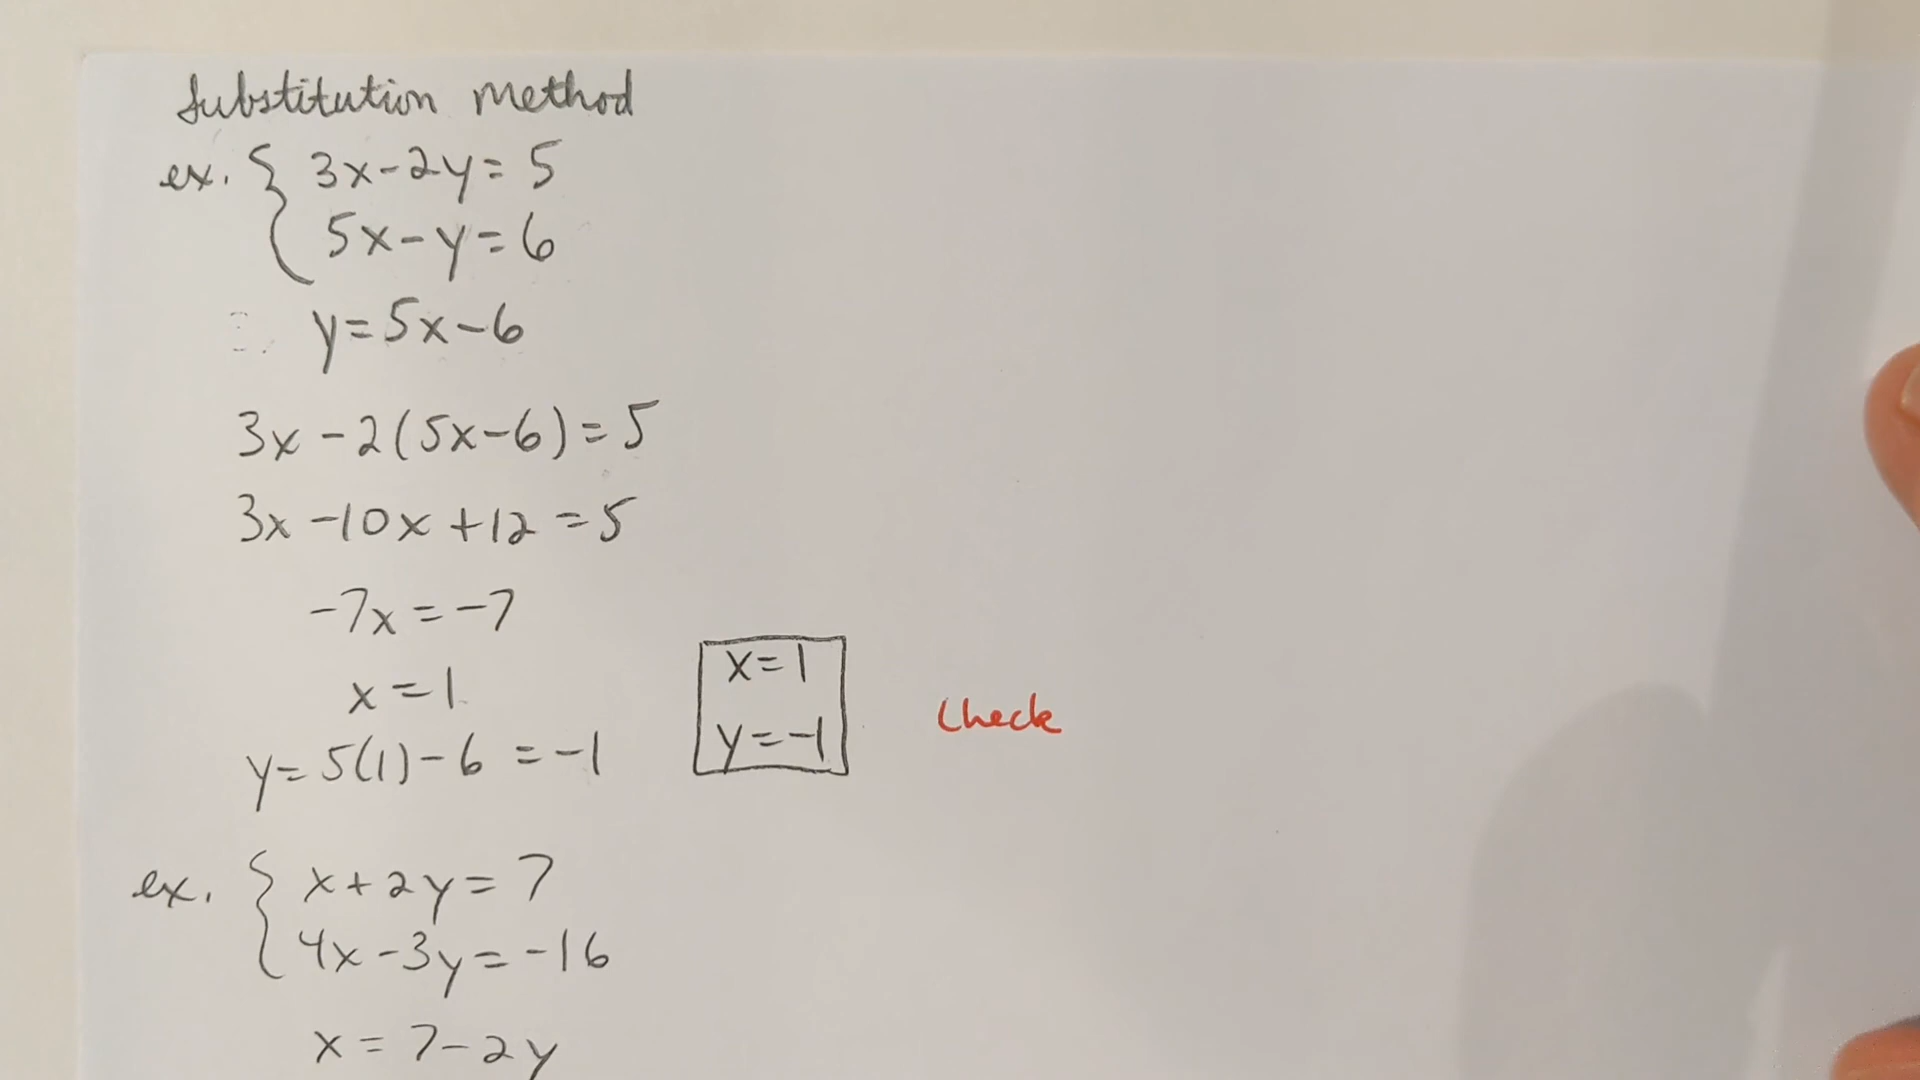 Substitution method
ex. { 3x-2y=5
5x-y=6
y=5x-6
3x-2(5x-6)=5
3x-10x+12=5
-7x=-7
x=1
y=5(1)-6=-1
x=1
y=-1
Check
ex. { x+2y=7
4x-3y=-16
x=7-2y